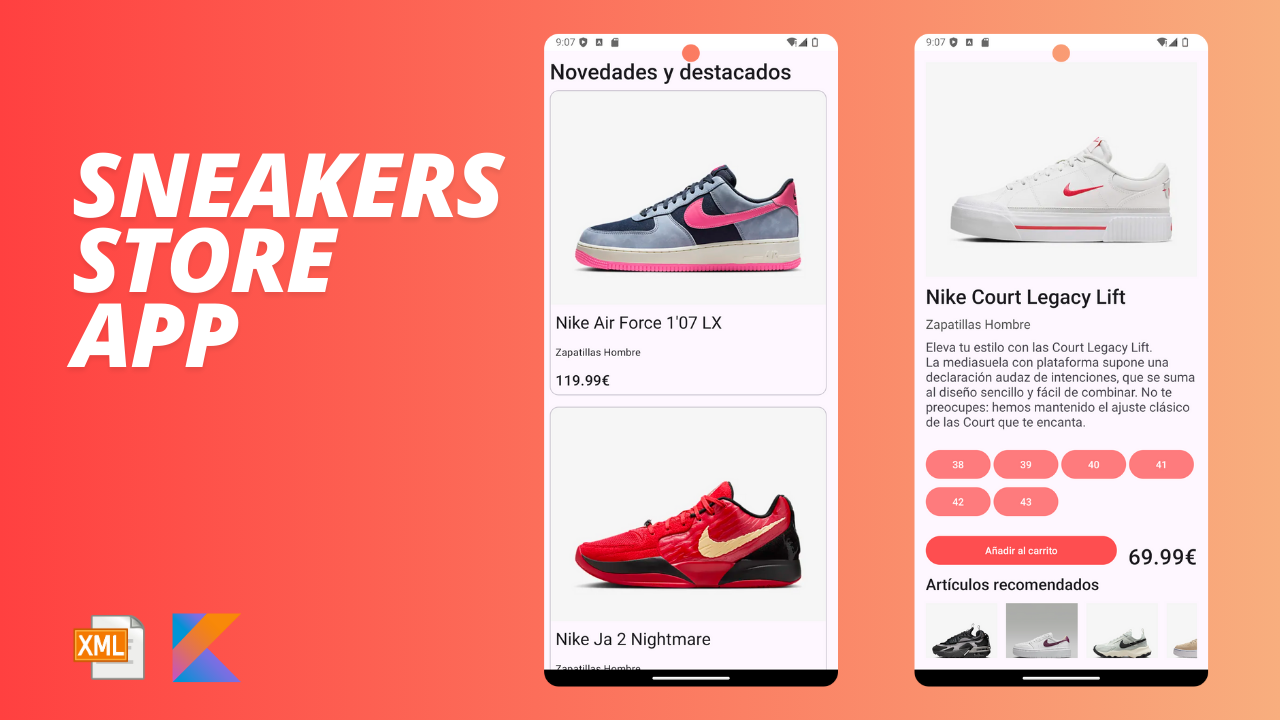 SNEAKERS
STORE
APP
XML
9:07
Novedades y destacados
Nike Air Force 1'07 LX
Zapatillas Hombre
119.99€
Nike Ja 2 Nightmare
Zapatillas Hombre
9:07
Nike Court Legacy Lift
Zapatillas Hombre
Eleva tu estilo con las Court Legacy Lift.
La mediasuela con plataforma supone una
declaración audaz de intenciones, que se suma
al diseño sencillo y fácil de combinar. No te
preocupes: hemos mantenido el ajuste clásico
de las Court que te encanta.
38 39 40 41
42 43
Añadir al carrito 69.99€
Artículos recomendados